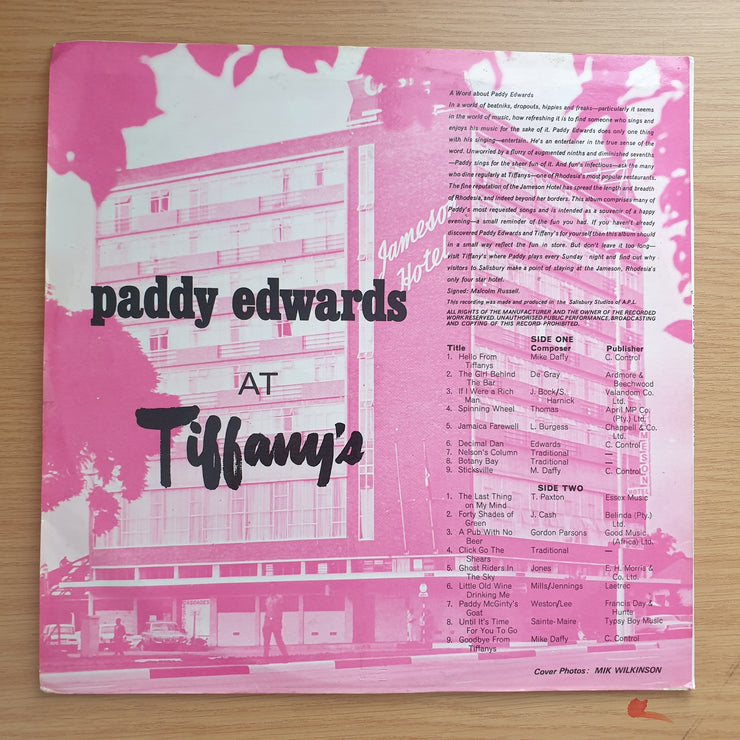 A Word about Paddy Edwards
In a world of beatniks, dropouts, hippies and freaks—particularly it seems
in the world of music, how refreshing it is to find someone who sings and
enjoys his music for the sake of it. Paddy Edwards does only one thing
with his singing—entertain. He's an entertainer in the true sense of the
word. Unworried by a flurry of augmented ninths and diminished sevenths
—Paddy sings for the sheer fun of it. And fun's infectious—ask the many
who dine regularly at Tiffanys—one of Rhodesia's most popular restaurants.
The fine reputation of the Jameson Hotel has spread the length and breadth
of Rhodesia, and indeed beyond her borders. This album comprises many of
Paddy's most requested songs and is intended as a souvenir of a happy
evening—a small reminder of the fun you had. If you haven't already
discovered Paddy Edwards and Tiffany's for yourself then this album should
in a small way reflect the fun in store. But don't leave it too long—
visit Tiffany's where Paddy plays every Sunday night and find out why
visitors to Salisbury make a point of staying at the Jameson, Rhodesia's
only four star hotel.
Signed: Malcolm Russell.
This recording was made and produced in the Salisbury Studios of A.P.L.
ALL RIGHTS OF THE MANUFACTURER AND THE OWNER OF THE RECORDED
WORK RESERVED. UNAUTHORISED PUBLIC PERFORMANCE, BROADCASTING
AND COPYING OF THIS RECORD PROHIBITED.
Jameson
Hotel
paddy edwards
AT
Tiffany's
SIDE ONE
Title Composer Publisher
1. Hello From Mike Daffy C. Control
Tiffanys
2. The Girl Behind De Gray Ardmore &
The Bar Beechwood
3. If I Were a Rich J. Bock/S. Valandom Co.
Man Harnick Ltd.
4. Spinning Wheel Thomas April MP Co.
(Pty.) Ltd.
5. Jamaica Farewell L. Burgess Chappell & Co.
Ltd.
6. Decimal Dan Edwards C. Control
7. Nelson's Column Traditional —
8. Botany Bay Traditional —
9. Sticksville M. Daffy C. Control
SIDE TWO
1. The Last Thing T. Paxton Essex Music
on My Mind
2. Forty Shades of J. Cash Belinda (Pty.)
Green Ltd.
3. A Pub With No Gordon Parsons Good Music
Beer (Africa) Ltd.
4. Click Go The Traditional —
Shears
5. Ghost Riders In Jones E. H. Morris &
The Sky Co. Ltd.
6. Little Old Wine Mills/Jennings Laetrec
Drinking Me
7. Paddy McGinty's Weston/Lee Francis Day &
Goat Hunte
8. Until It's Time Sainte-Maire Typsy Boy Music
For You To Go
9. Goodbye From Mike Daffy C. Control
Tiffanys
CASCADES
Cover Photos: MIK WILKINSON